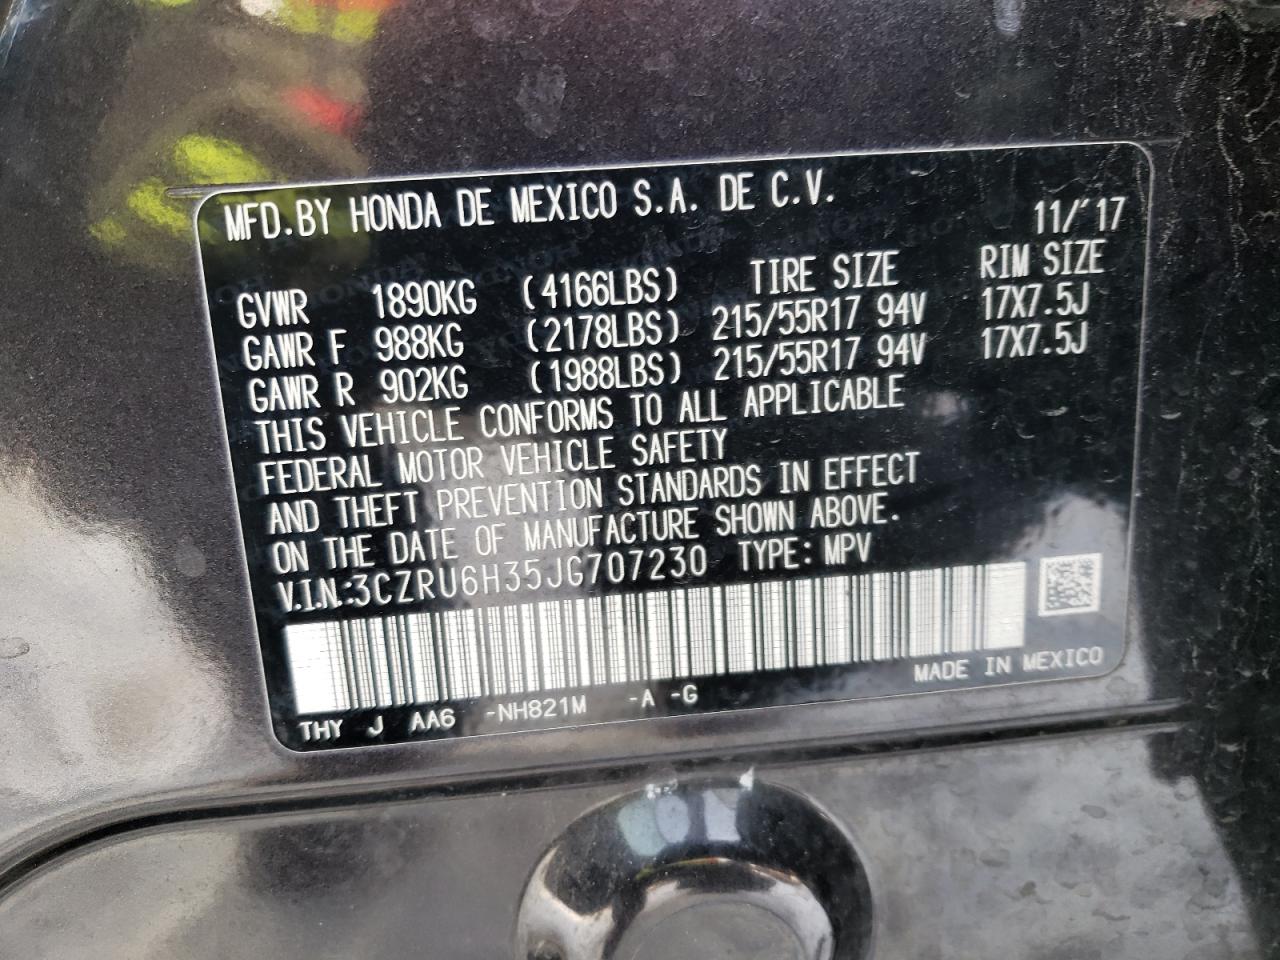 MFD.BY HONDA DE MEXICO S.A. DE C.V.
11/'17
GVWR 1890KG (4166LBS) TIRE SIZE RIM SIZE
GAWR F 988KG (2178LBS) 215/55R17 94V 17X7.5J
GAWR R 902KG (1988LBS) 215/55R17 94V 17X7.5J
THIS VEHICLE CONFORMS TO ALL APPLICABLE
FEDERAL MOTOR VEHICLE SAFETY
AND THEFT PREVENTION STANDARDS IN EFFECT
ON THE DATE OF MANUFACTURE SHOWN ABOVE.
V.I.N.:3CZRU6H35JG707230 TYPE: MPV
MADE IN MEXICO
THY J AA6 -NH821M -A -G